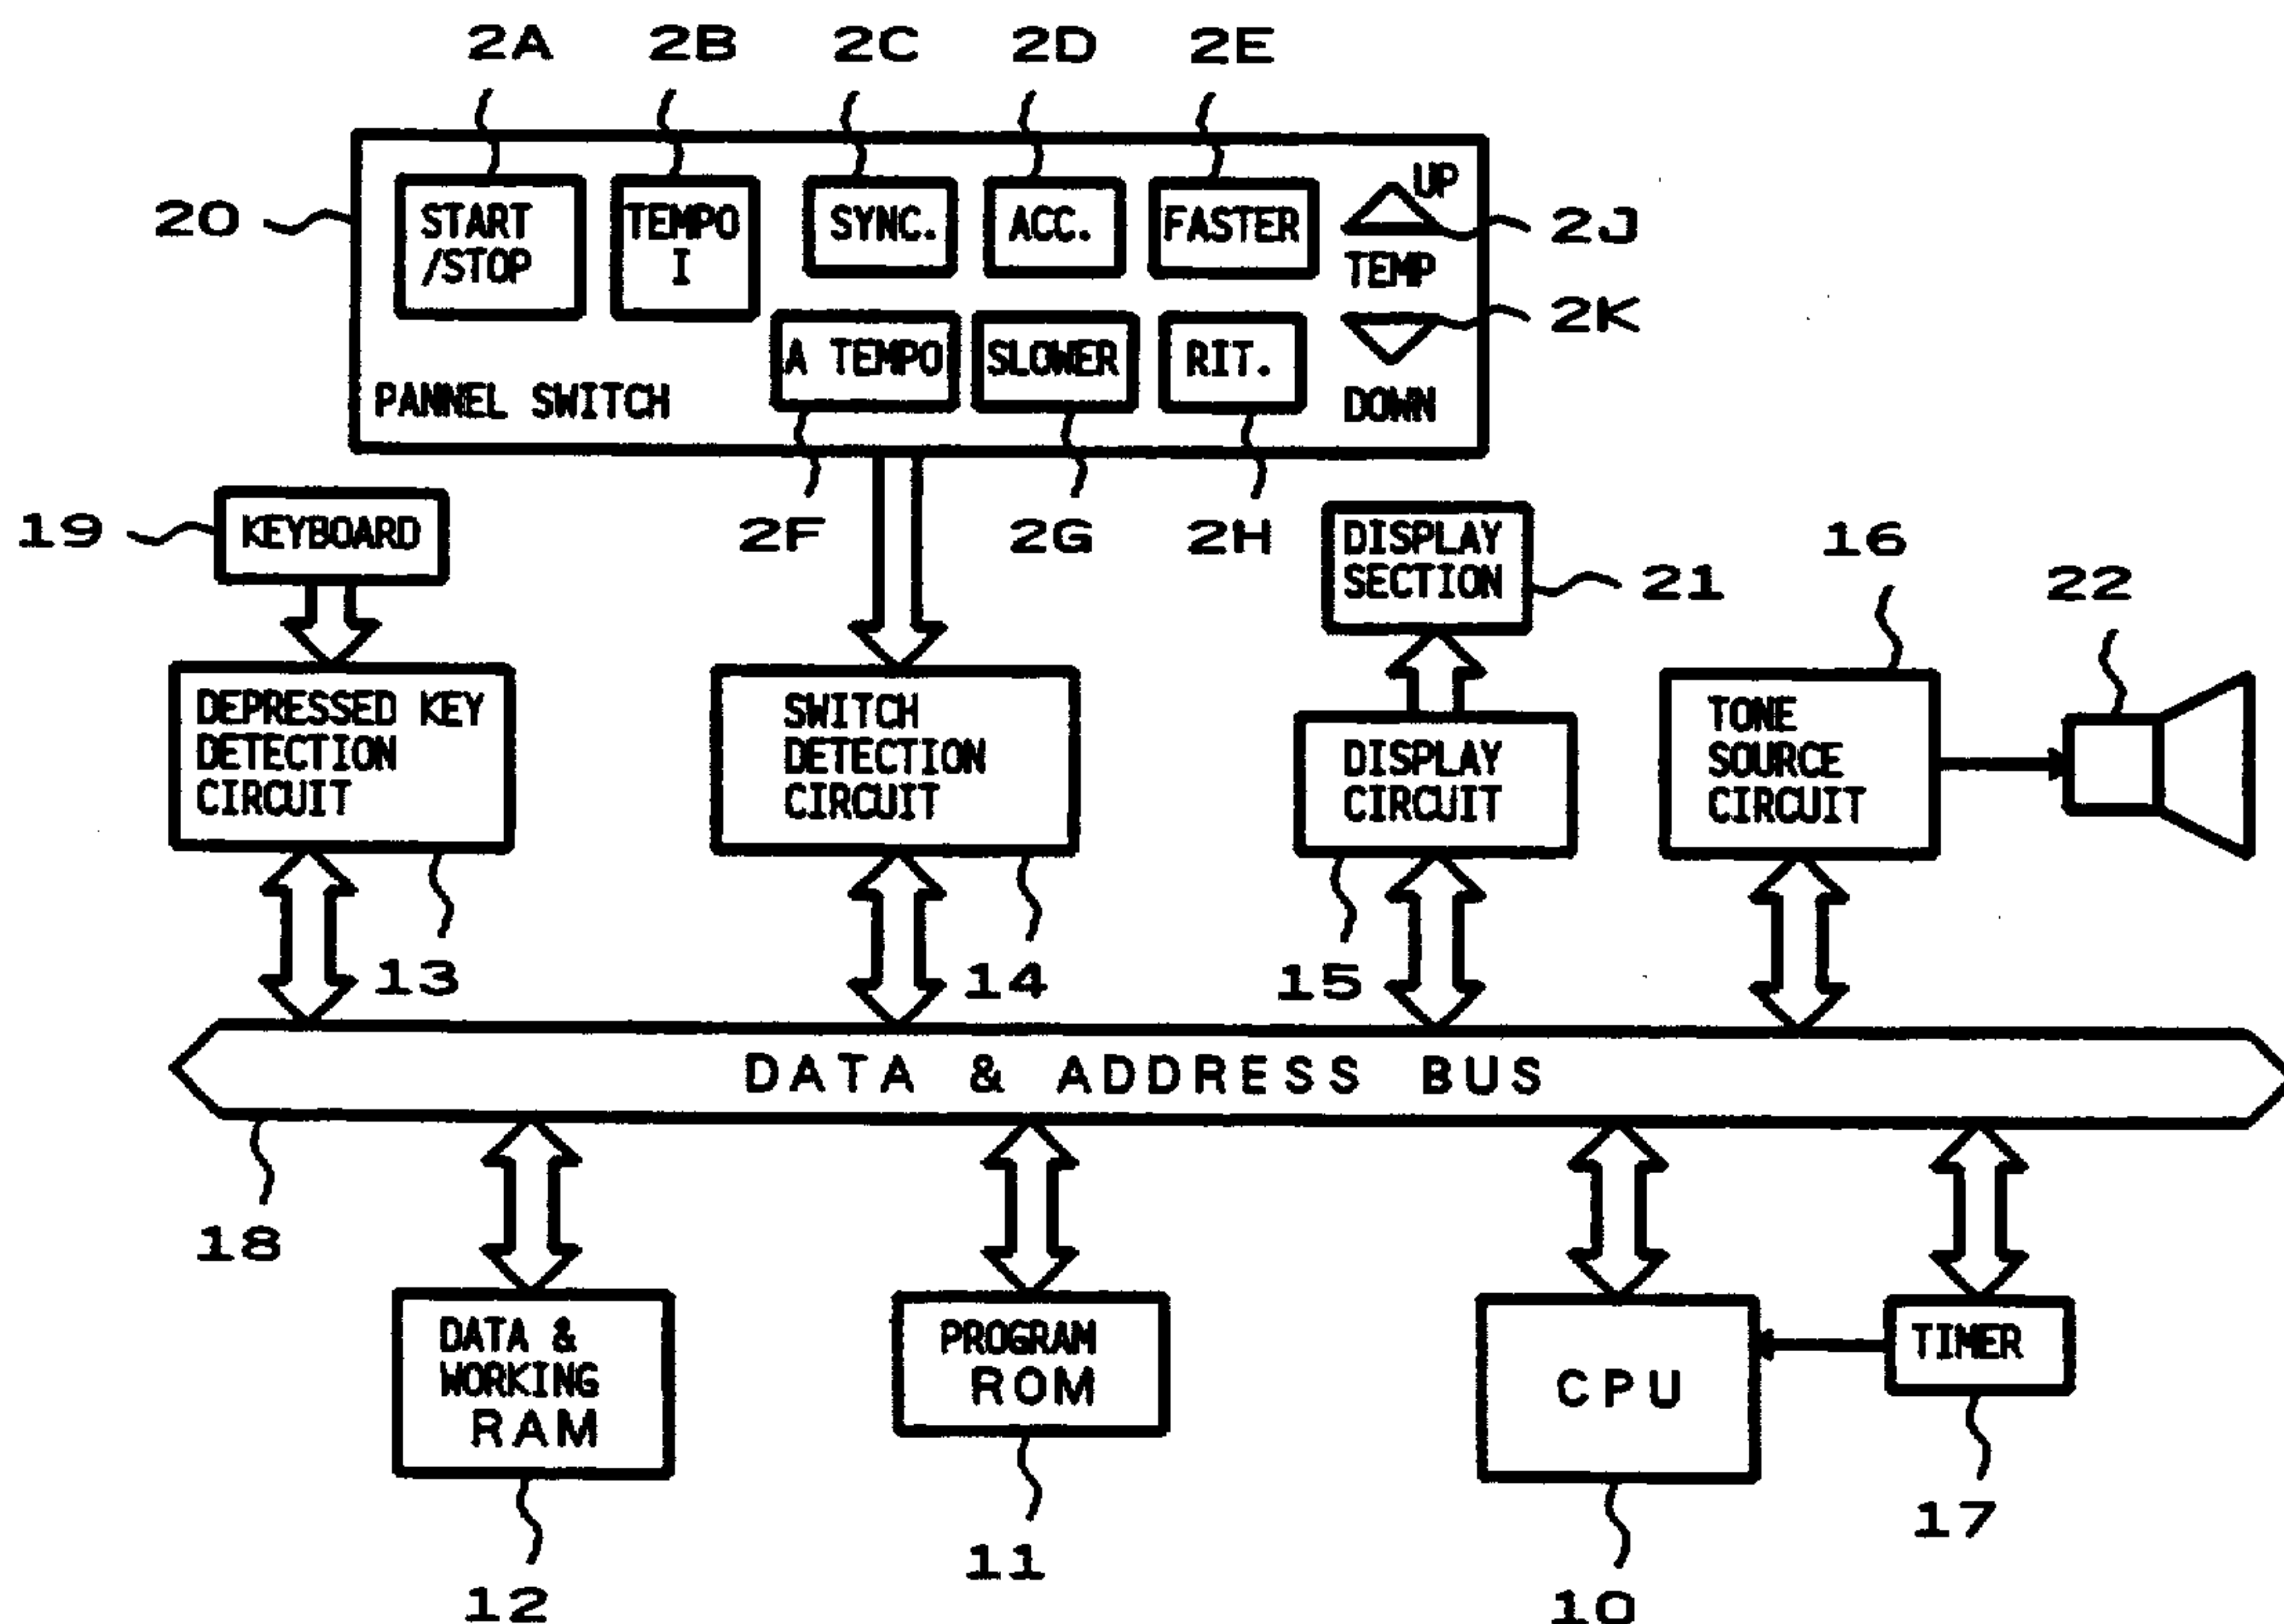 2A 2B 2C 2D 2E
20
START
/STOP
TEMPO
I
SYNC.
ACC.
FASTER
UP
2J
TEMP
2K
DOWN
A TEMPO
SLOWER
RIT.
PANNEL SWITCH
2F 2G 2H
19
KEYBOARD
DISPLAY
SECTION
21
16
22
DEPRESSED KEY
DETECTION
CIRCUIT
SWITCH
DETECTION
CIRCUIT
DISPLAY
CIRCUIT
TONE
SOURCE
CIRCUIT
13
14
15
DATA & ADDRESS BUS
18
DATA &
WORKING
RAM
PROGRAM
ROM
CPU
TIMER
12
11
10
17